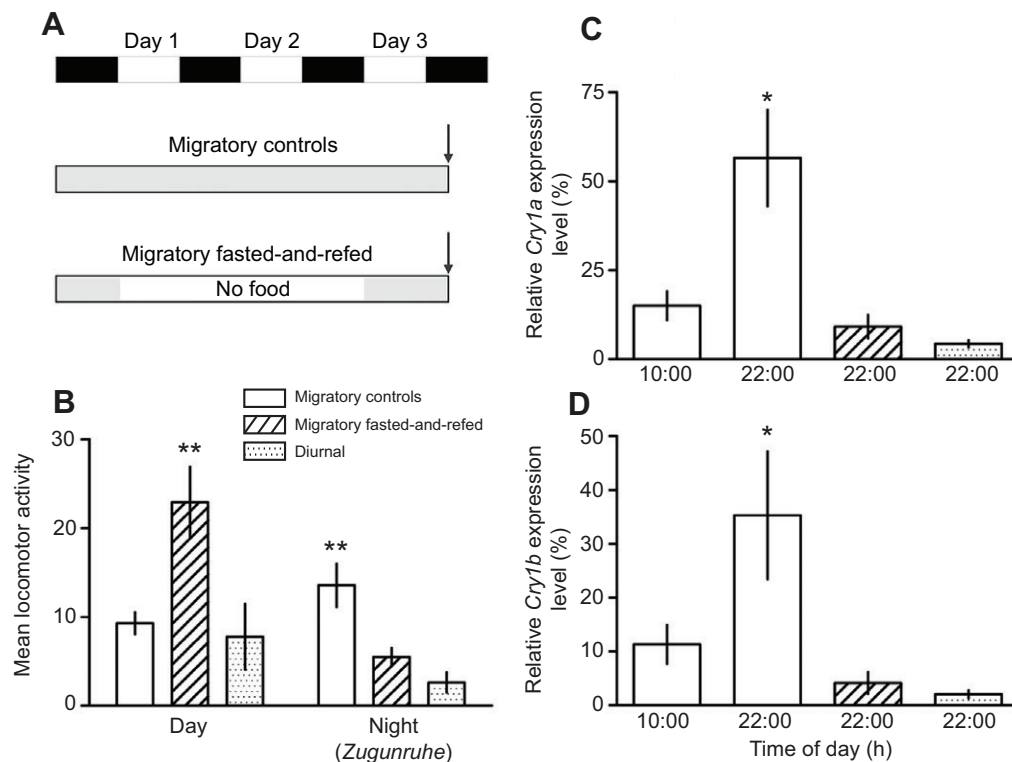 A
Day 1 Day 2 Day 3
Migratory controls
Migratory fasted-and-refed
No food
B
Migratory controls
Migratory fasted-and-refed
Diurnal
Mean locomotor activity
30
20
10
0
**
**
Day
Night
(Zugunruhe)
C
Relative Cry1a expression
level (%)
75
50
25
0
*
10:00 22:00 22:00 22:00
D
Relative Cry1b expression
level (%)
50
40
30
20
10
0
*
10:00 22:00 22:00 22:00
Time of day (h)